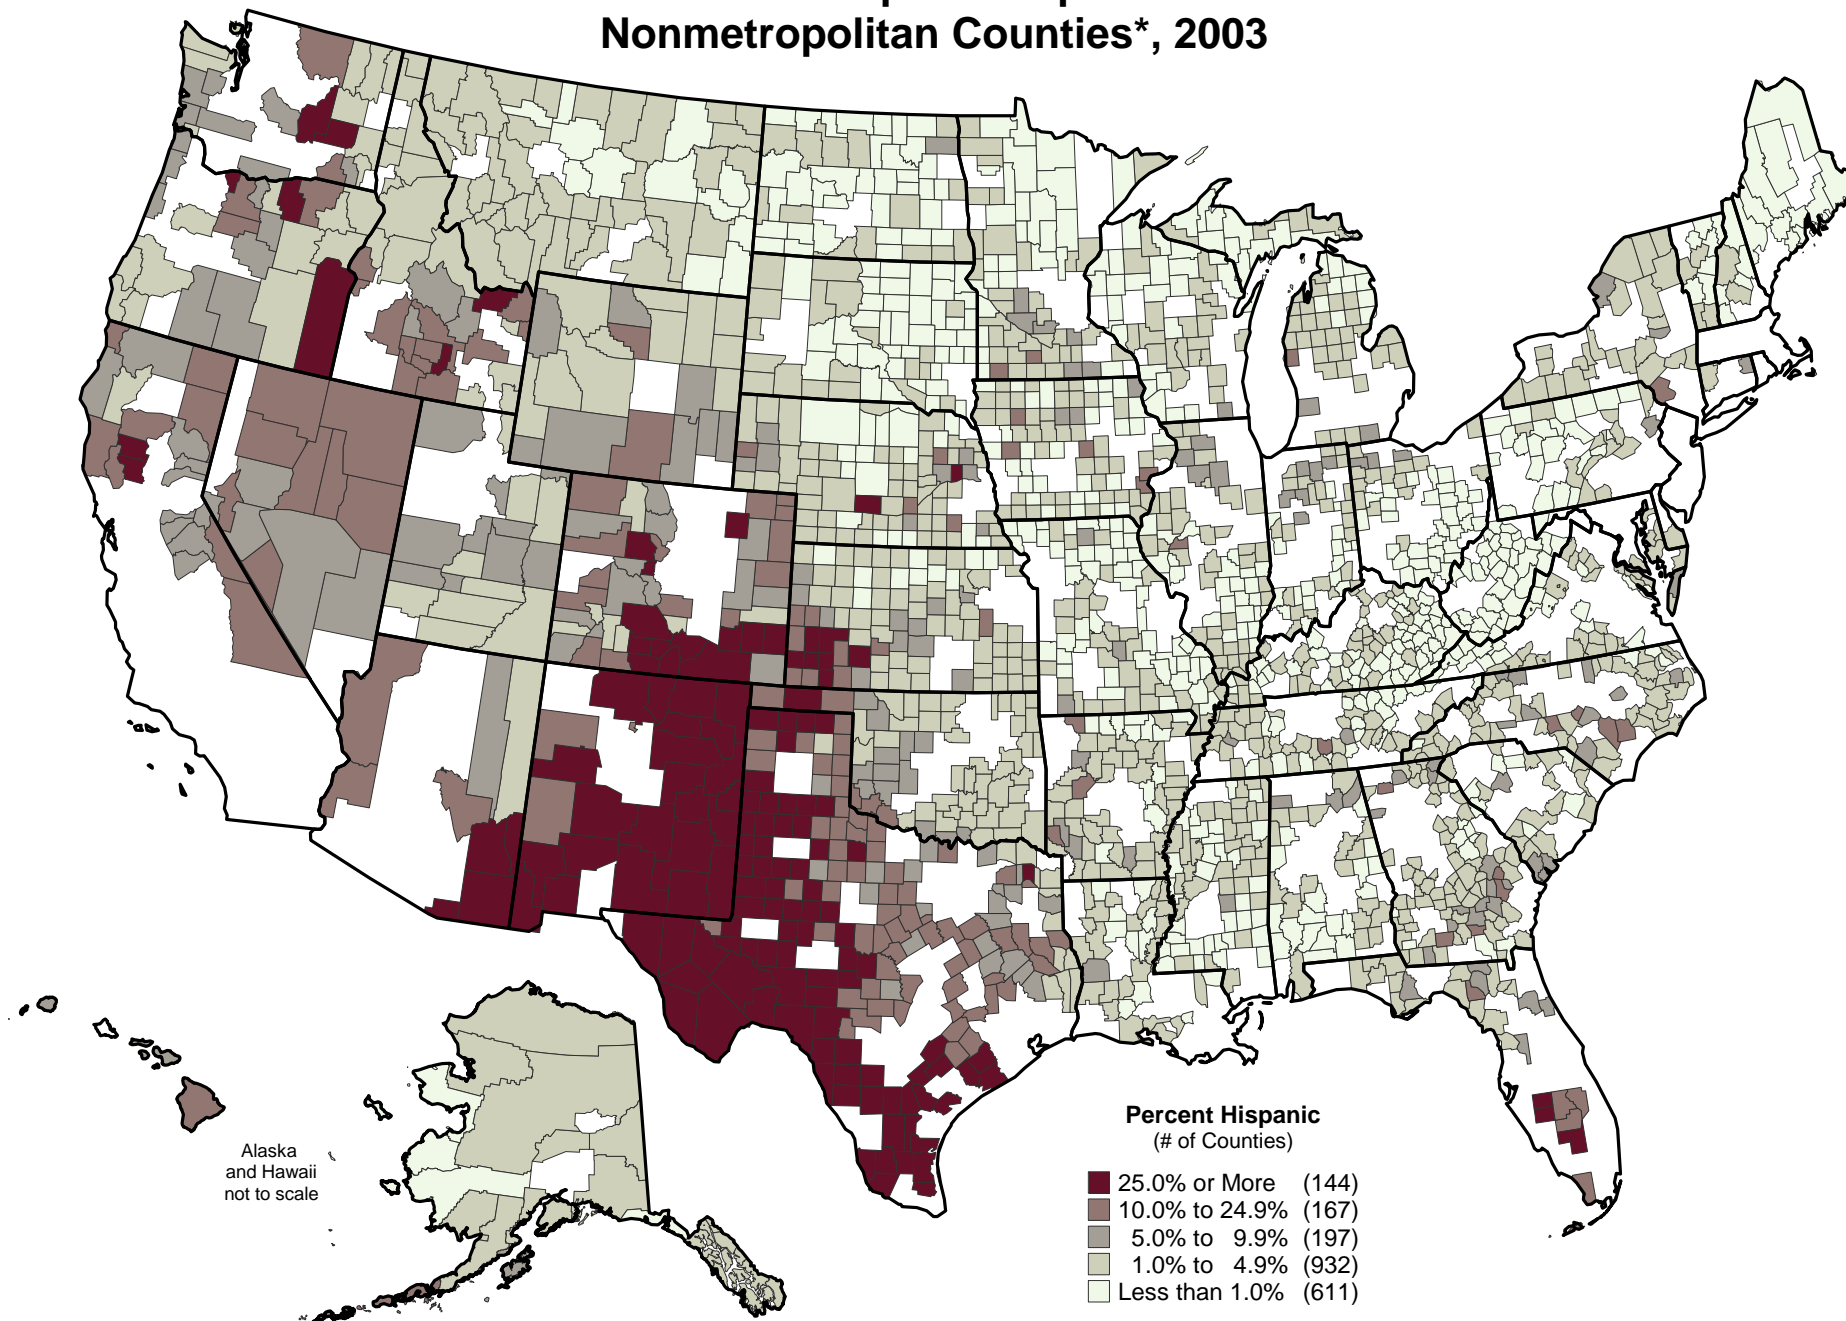 Nonmetropolitan Counties*, 2003
Alaska
and Hawaii
not to scale
Percent Hispanic
(# of Counties)
25.0% or More (144)
10.0% to 24.9% (167)
5.0% to 9.9% (197)
1.0% to 4.9% (932)
Less than 1.0% (611)